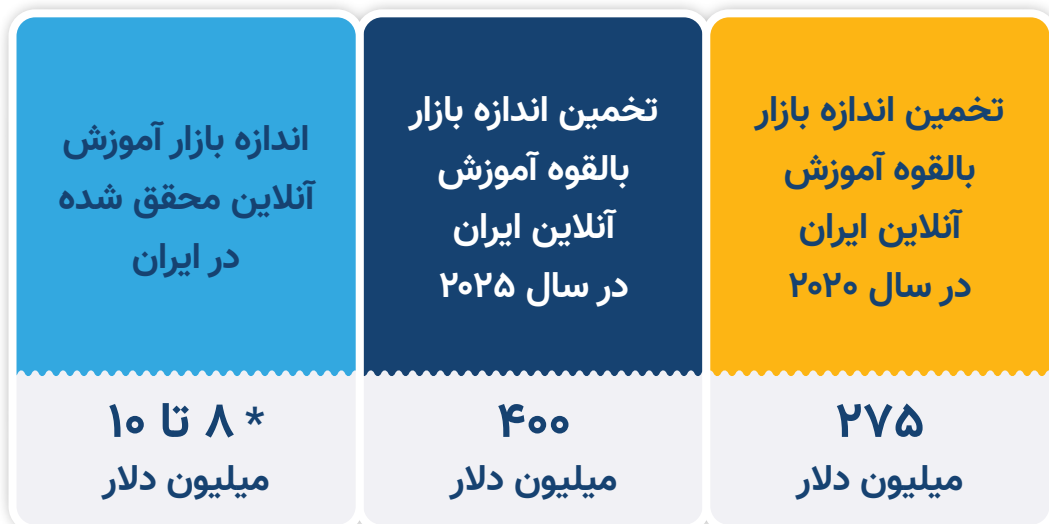 تخمین اندازه بازار
بالقوه آموزش
آنلاین ایران
در سال ۲۰۲۰
۲۷۵
میلیون دلار
تخمین اندازه بازار
بالقوه آموزش
آنلاین ایران
در سال ۲۰۲۵
۴۰۰
میلیون دلار
اندازه بازار آموزش
آنلاین محقق شده
در ایران
* ۸ تا ۱۰
میلیون دلار